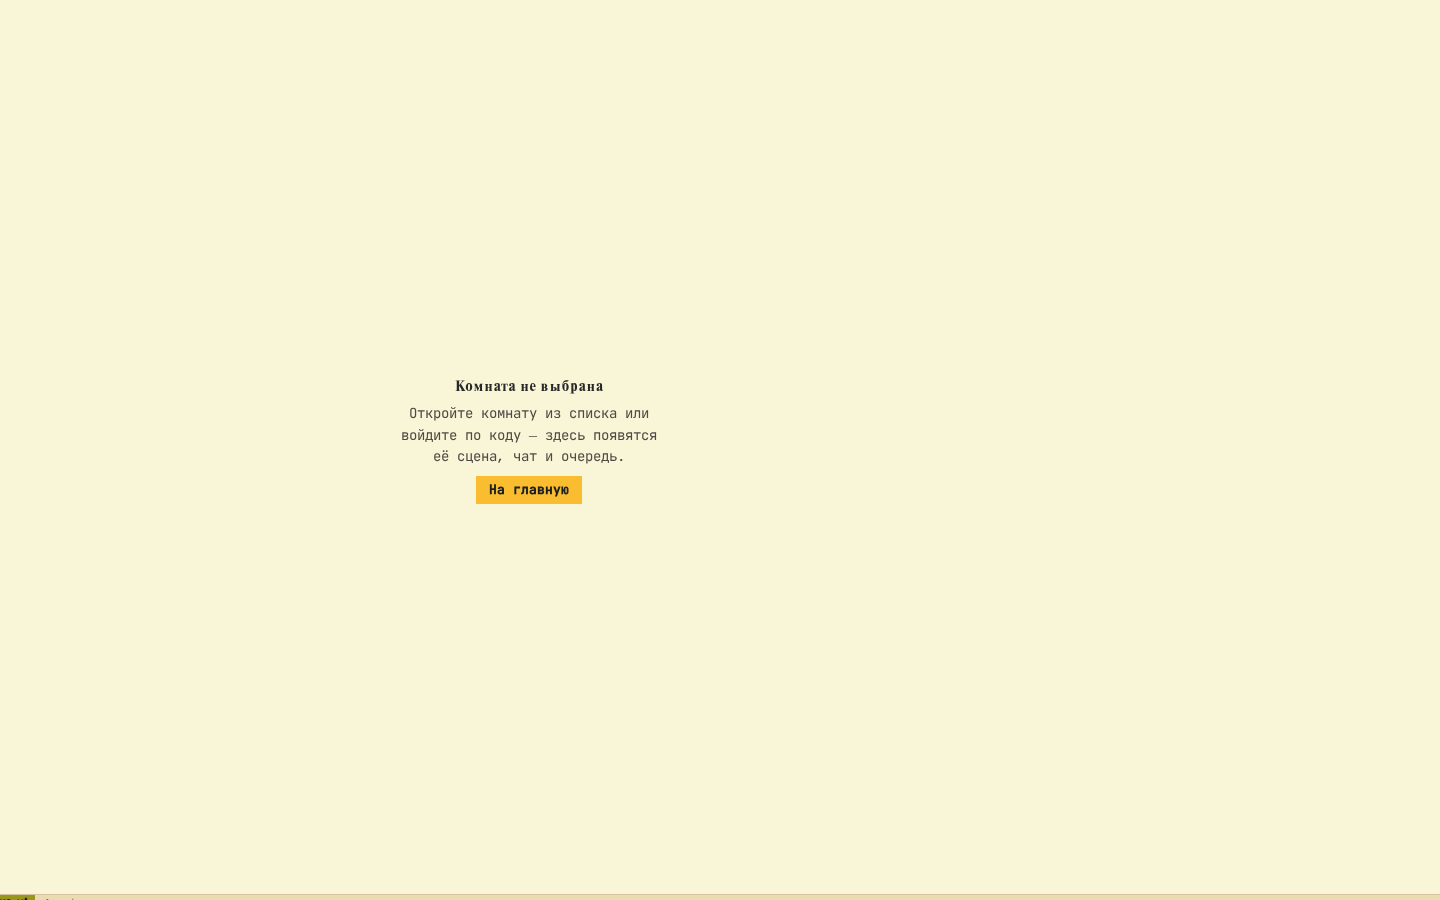 Комната не выбрана
Откройте комнату из списка или
войдите по коду — здесь появятся
её сцена, чат и очередь.
На главную